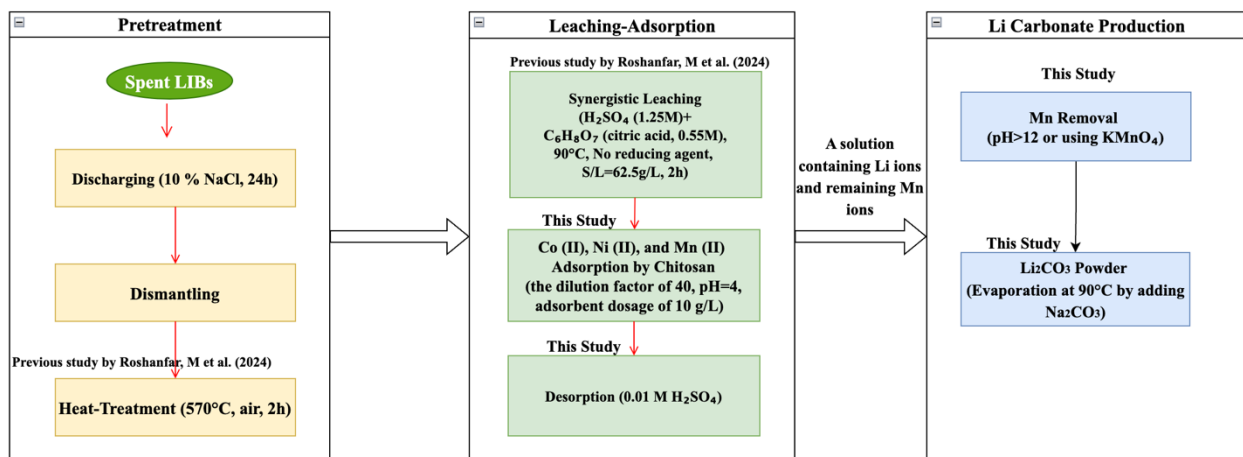 Pretreatment
Spent LIBs
Discharging (10 % NaCl, 24h)
Dismantling
Previous study by Roshanfar, M et al. (2024)
Heat-Treatment (570°C, air, 2h)
Leaching-Adsorption
Previous study by Roshanfar, M et al. (2024)
Synergistic Leaching
(H₂SO₄ (1.25M)+
C₆H₈O₇ (citric acid, 0.55M),
90°C, No reducing agent,
S/L=62.5g/L, 2h)
This Study
Co (II), Ni (II), and Mn (II)
Adsorption by Chitosan
(the dilution factor of 40, pH=4,
adsorbent dosage of 10 g/L)
This Study
Desorption (0.01 M H₂SO₄)
A solution
containing Li ions
and remaining Mn
ions
Li Carbonate Production
This Study
Mn Removal
(pH>12 or using KMnO₄)
This Study
Li₂CO₃ Powder
(Evaporation at 90°C by adding
Na₂CO₃)